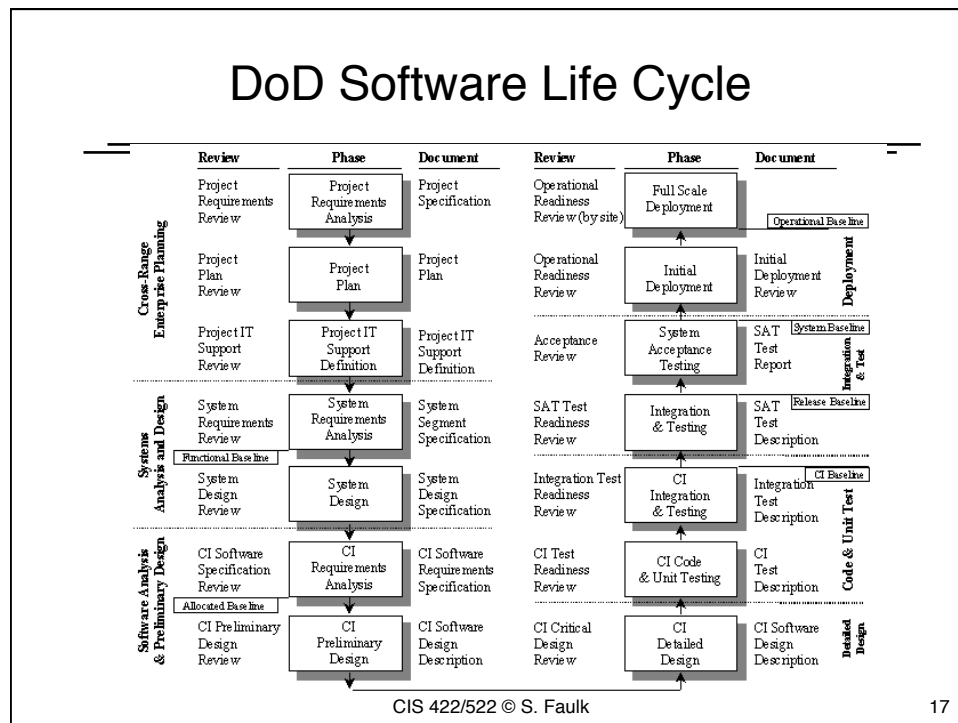 DoD Software Life Cycle
Review
Phase
Document
Cross-Range
Enterprise Planning
Project
Requirements
Review
Project
Requirements
Analysis
Project
Specification
Project
Plan
Review
Project
Plan
Project
Plan
Project IT
Support
Review
Project IT
Support
Definition
Project IT
Support
Definition
Systems
Analysis and Design
System
Requirements
Review
System
Requirements
Analysis
System
Segment
Specification
Functional Baseline
System
Design
Review
System
Design
System
Design
Specification
Software Analysis
& Preliminary Design
CI Software
Specification
Review
CI
Requirements
Analysis
CI Software
Requirements
Specification
Allocated Baseline
CI Preliminary
Design
Review
CI
Preliminary
Design
CI Software
Design
Description
Review
Phase
Document
Operational
Readiness
Review (by site)
Full Scale
Deployment
Operational Baseline
Operational
Readiness
Review
Initial
Deployment
Initial
Deployment
Review
Deployment
Acceptance
Review
System
Acceptance
Testing
SAT
Test
Report
System Baseline
Integration
& Test
SAT Test
Readiness
Review
Integration
& Testing
SAT
Test
Description
Release Baseline
Integration Test
Readiness
Review
CI
Integration
& Testing
Integration
Test
Description
CI Baseline
Code & Unit Test
CI Test
Readiness
Review
CI Code
& Unit Testing
CI
Test
Description
CI Critical
Design
Review
CI
Detailed
Design
CI Software
Design
Description
Detailed
Design
CIS 422/522 © S. Faulk
17